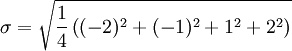 σ = √(1/4 ((-2)² + (-1)² + 1² + 2²))